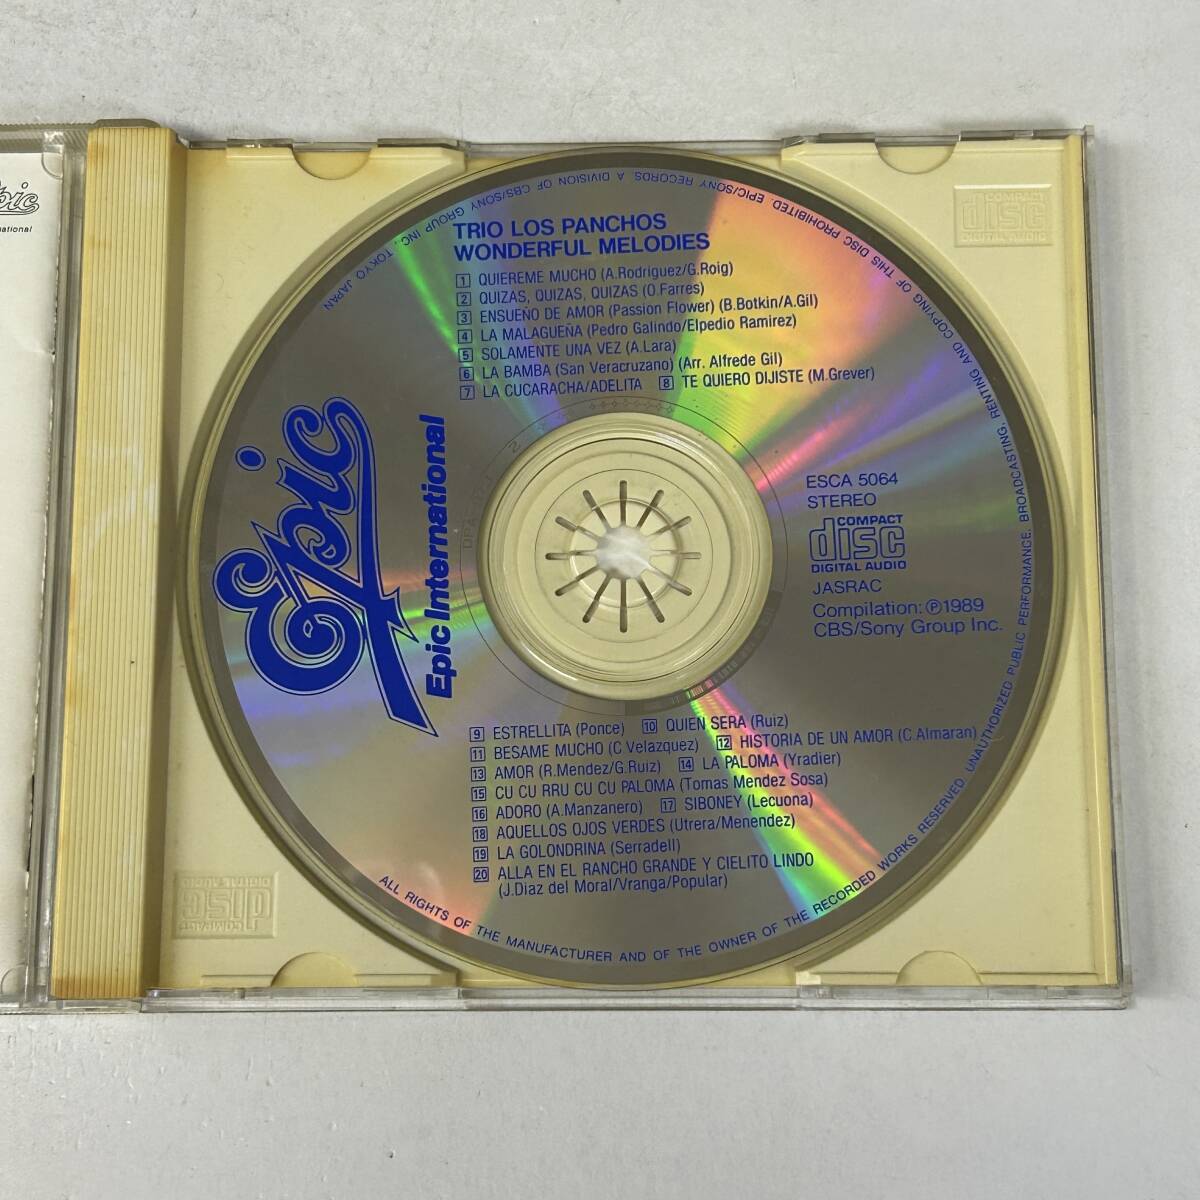 TRIO LOS PANCHOS
WONDERFUL MELODIES
1 QUIEREME MUCHO (A.Rodriguez/G.Roig)
2 QUIZAS, QUIZAS, QUIZAS (O.Farres)
3 ENSUEÑO DE AMOR (Passion Flower) (B.Botkin/A.Gil)
4 LA MALAGUEÑA (Pedro Galindo/Elpedio Ramirez)
5 SOLAMENTE UNA VEZ (A.Lara)
6 LA BAMBA (San Veracruzano) (Arr. Alfrede Gil)
7 LA CUCARACHA/ADELITA 8 TE QUIERO DIJISTE (M.Grever)
Epic
Epic International
ESCA 5064
STEREO
COMPACT
disc
DIGITAL AUDIO
JASRAC
Compilation: ℗1989
CBS/Sony Group Inc.
9 ESTRELLITA (Ponce) 10 QUIEN SERA (Ruiz)
11 BESAME MUCHO (C.Velazquez) 12 HISTORIA DE UN AMOR (C.Almaran)
13 AMOR (R.Mendez/G.Ruiz) 14 LA PALOMA (Yradier)
15 CU CU RRU CU CU PALOMA (Tomas Mendez Sosa)
16 ADORO (A.Manzanero) 17 SIBONEY (Lecuona)
18 AQUELLOS OJOS VERDES (Utrera/Menendez)
19 LA GOLONDRINA (Serradell)
20 ALLA EN EL RANCHO GRANDE Y CIELITO LINDO
(J.Diaz del Moral/Vranga/Popular)
ALL RIGHTS OF THE MANUFACTURER AND OF THE OWNER OF THE RECORDED WORKS RESERVED. UNAUTHORIZED PUBLIC PERFORMANCE, BROADCASTING, RENTING AND COPYING OF THIS DISC PROHIBITED. EPIC/SONY RECORDS. A DIVISION OF CBS/SONY GROUP INC., TOKYO JAPAN
COMPACT
disc
DIGITAL AUDIO
COMPACT
disc
DIGITAL AUDIO